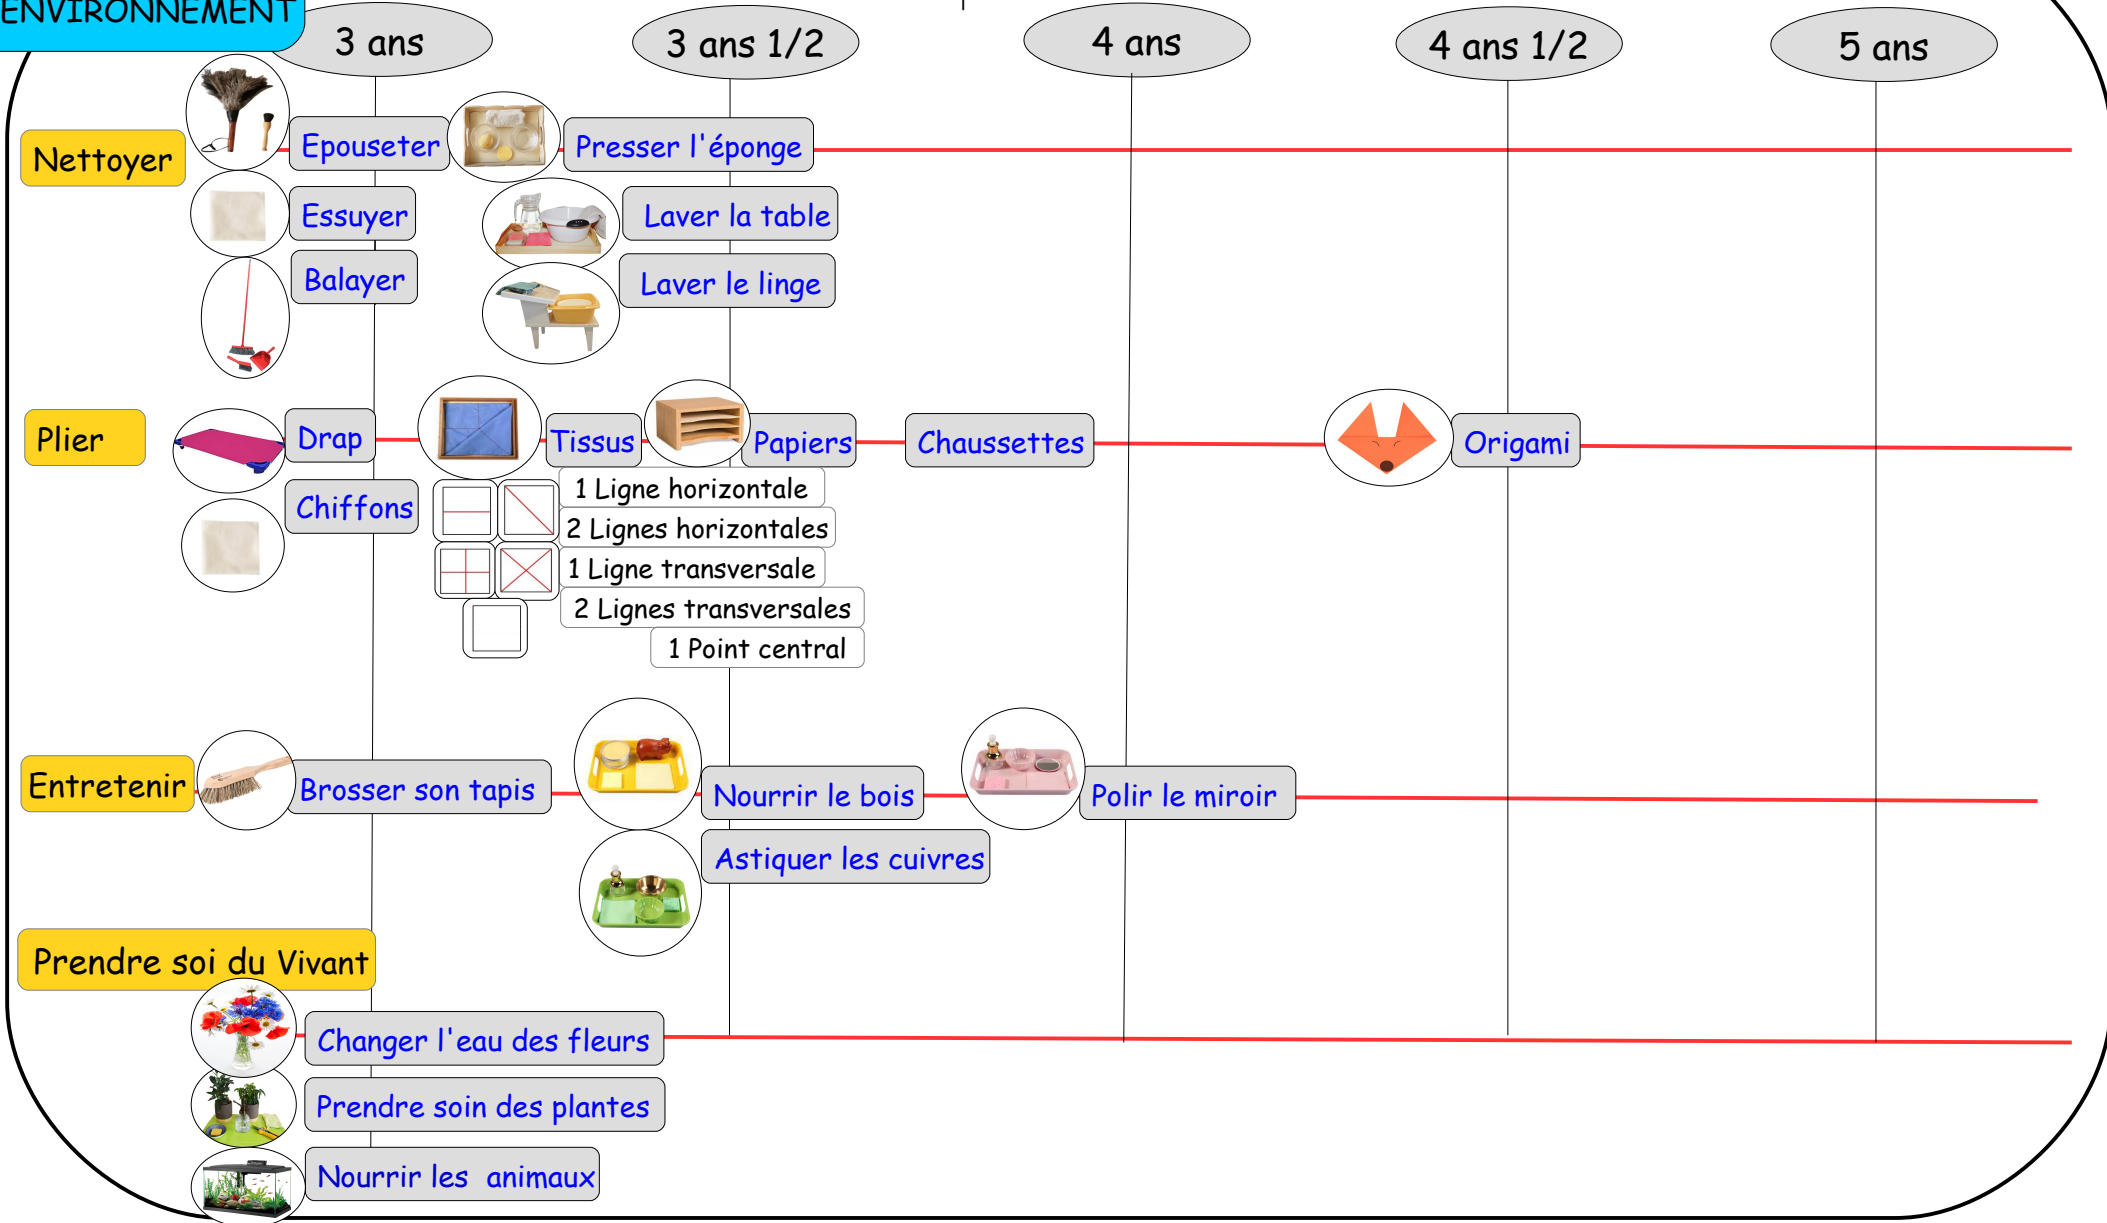 ENVIRONNEMENT
3 ans
3 ans 1/2
4 ans
4 ans 1/2
5 ans
Nettoyer
Epouseter
Presser l'éponge
Essuyer
Laver la table
Balayer
Laver le linge
Plier
Drap
Tissus
Papiers
Chaussettes
Origami
Chiffons
1 Ligne horizontale
2 Lignes horizontales
1 Ligne transversale
2 Lignes transversales
1 Point central
Entretenir
Brosser son tapis
Nourrir le bois
Polir le miroir
Astiquer les cuivres
Prendre soi du Vivant
Changer l'eau des fleurs
Prendre soin des plantes
Nourrir les animaux